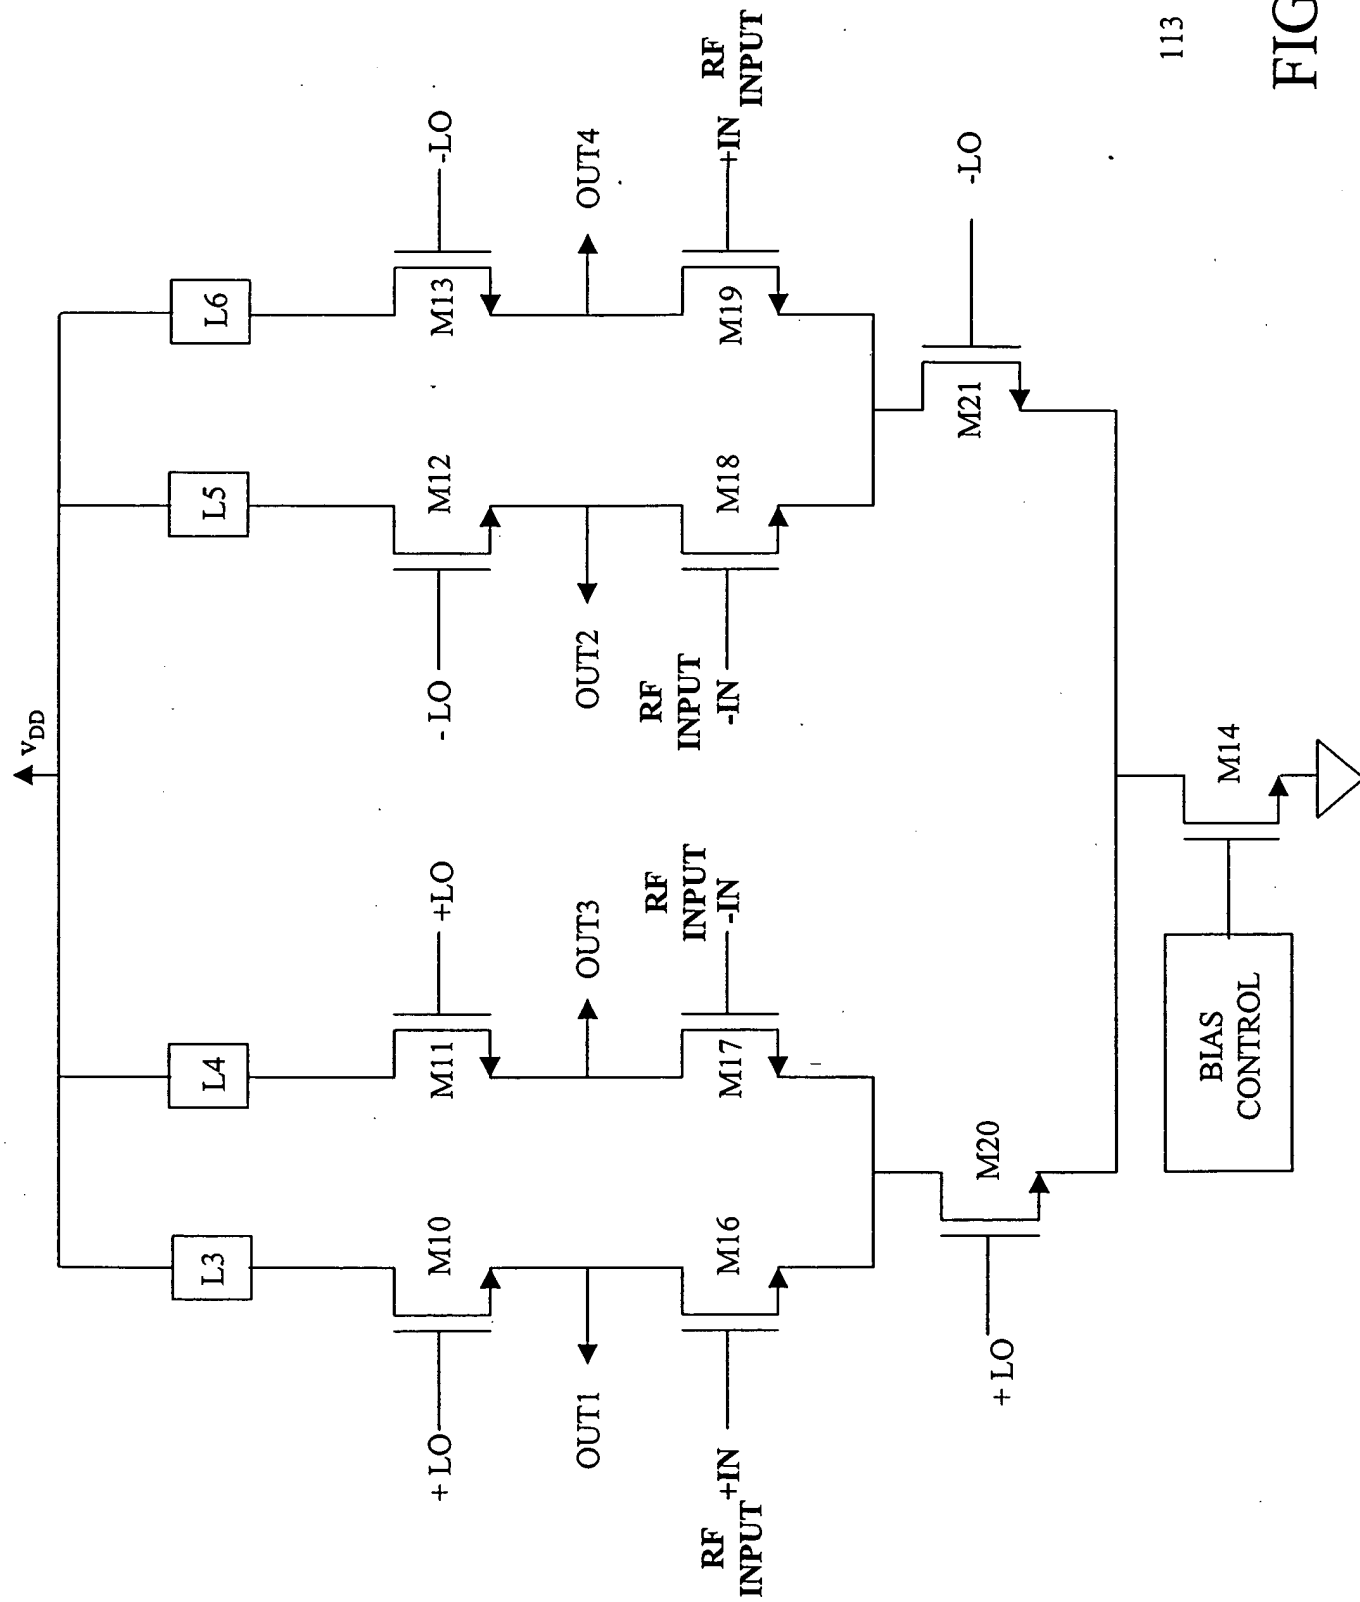 VDD
L3
L4
L5
L6
+ LO
M10
M11
+LO
- LO
M12
M13
-LO
OUT1
OUT3
OUT2
OUT4
RF
INPUT
+IN
M16
M17
RF
INPUT
-IN
RF
INPUT
-IN
M18
M19
RF
INPUT
+IN
+ LO
M20
M21
-LO
BIAS
CONTROL
M14
113
FIG